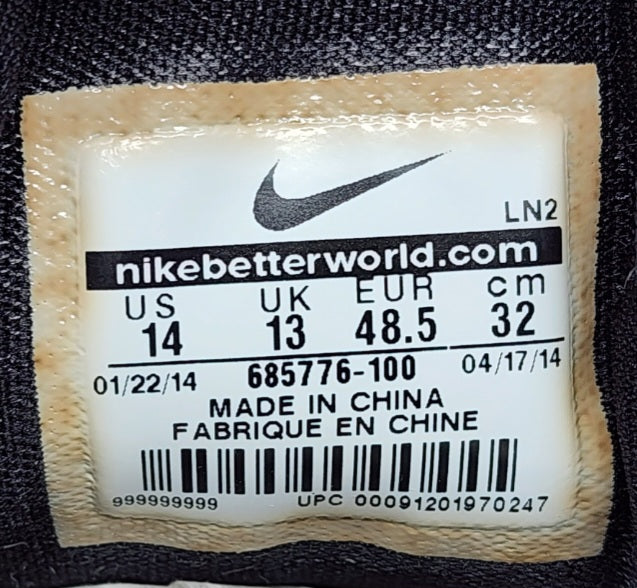 LN2
nikebetterworld.com
US UK EUR cm
14 13 48.5 32
01/22/14 685776-100 04/17/14
MADE IN CHINA
FABRIQUE EN CHINE
999999999 UPC 00091201970247